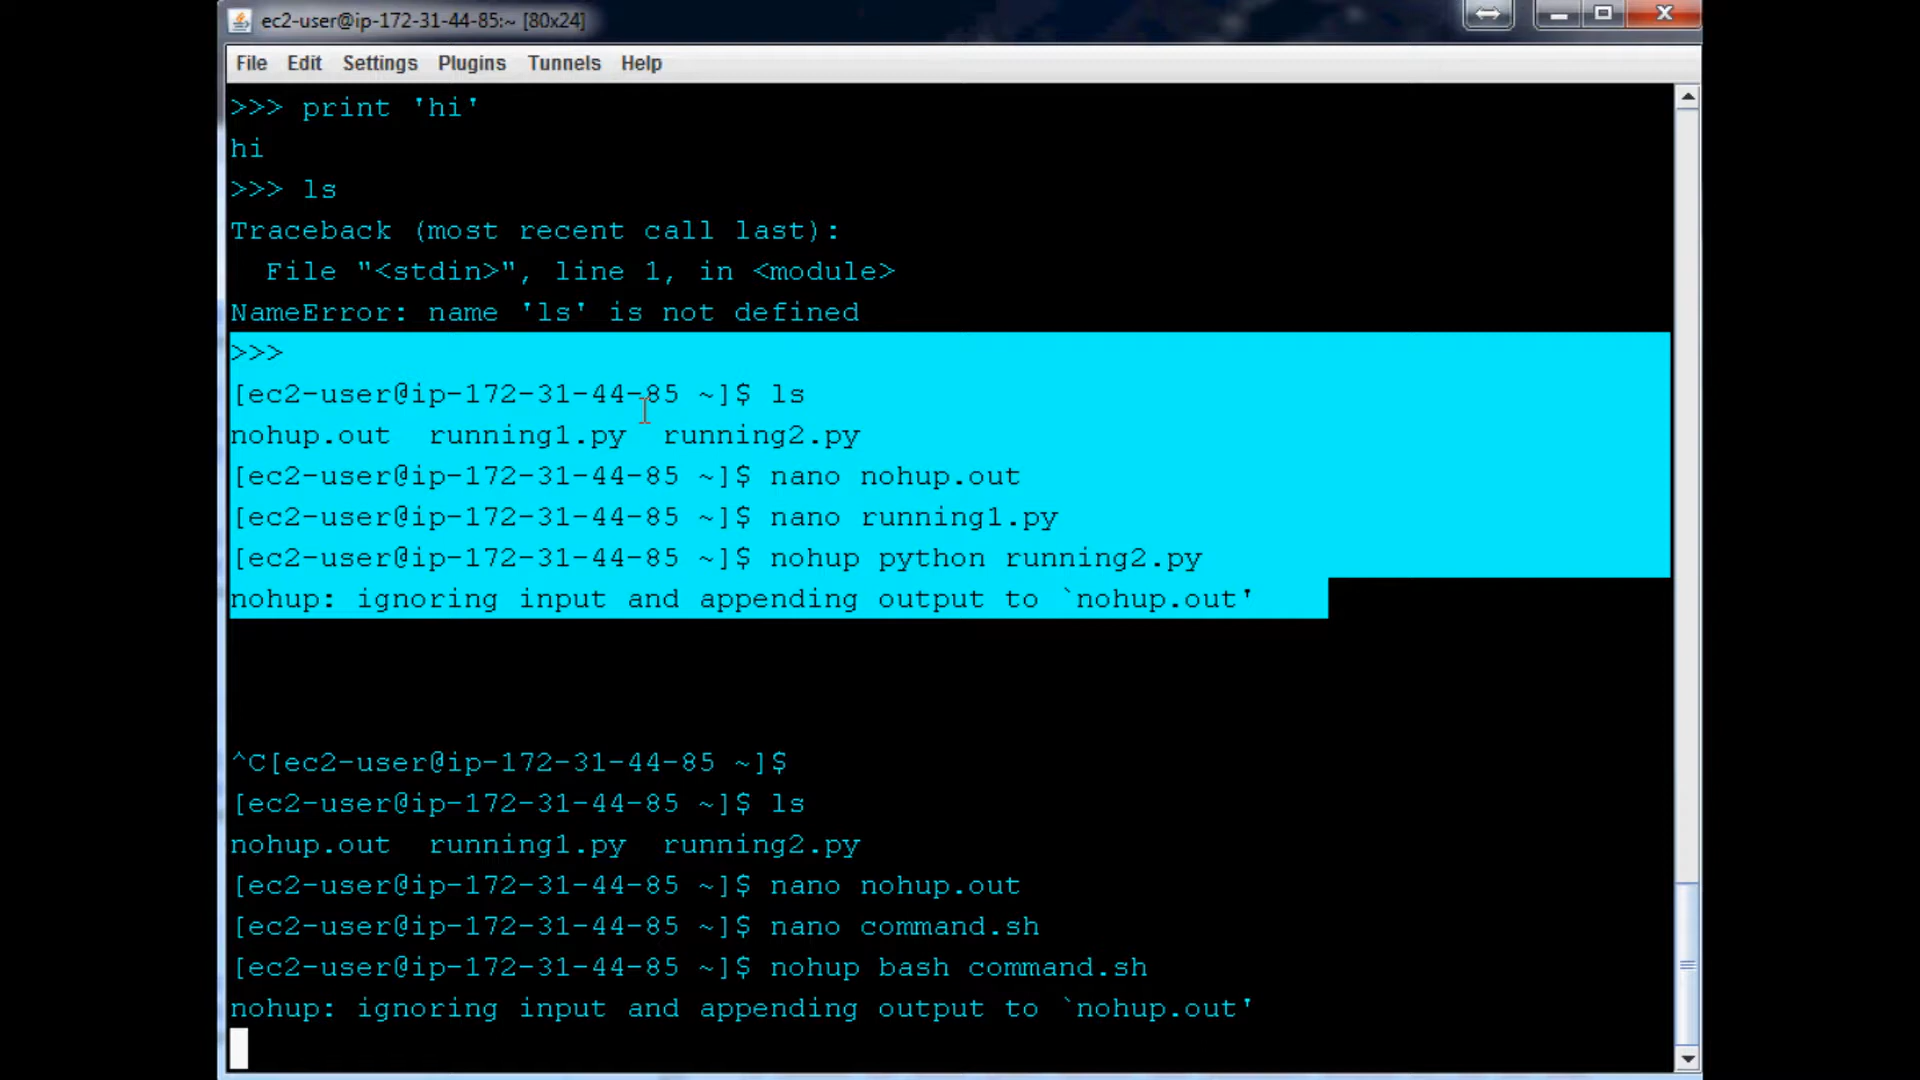 ec2-user@ip-172-31-44-85:~ [80x24]
File Edit Settings Plugins Tunnels Help
>>> print 'hi'
hi
>>> ls
Traceback (most recent call last):
  File "<stdin>", line 1, in <module>
NameError: name 'ls' is not defined
>>>
[ec2-user@ip-172-31-44-85 ~]$ ls
nohup.out  running1.py  running2.py
[ec2-user@ip-172-31-44-85 ~]$ nano nohup.out
[ec2-user@ip-172-31-44-85 ~]$ nano running1.py
[ec2-user@ip-172-31-44-85 ~]$ nohup python running2.py
nohup: ignoring input and appending output to `nohup.out'
^C[ec2-user@ip-172-31-44-85 ~]$
[ec2-user@ip-172-31-44-85 ~]$ ls
nohup.out  running1.py  running2.py
[ec2-user@ip-172-31-44-85 ~]$ nano nohup.out
[ec2-user@ip-172-31-44-85 ~]$ nano command.sh
[ec2-user@ip-172-31-44-85 ~]$ nohup bash command.sh
nohup: ignoring input and appending output to `nohup.out'